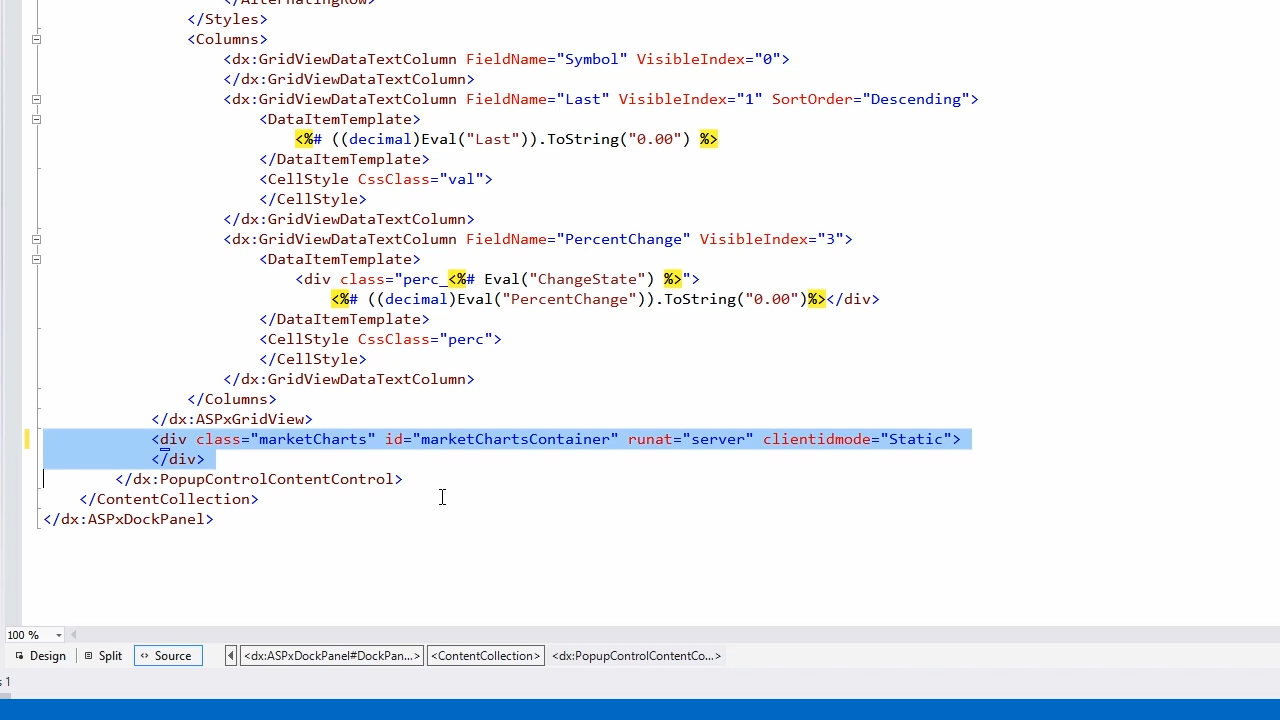 </AlternatingRow>
</Styles>
<Columns>
<dx:GridViewDataTextColumn FieldName="Symbol" VisibleIndex="0">
</dx:GridViewDataTextColumn>
<dx:GridViewDataTextColumn FieldName="Last" VisibleIndex="1" SortOrder="Descending">
<DataItemTemplate>
<%# ((decimal)Eval("Last")).ToString("0.00") %>
</DataItemTemplate>
<CellStyle CssClass="val">
</CellStyle>
</dx:GridViewDataTextColumn>
<dx:GridViewDataTextColumn FieldName="PercentChange" VisibleIndex="3">
<DataItemTemplate>
<div class="perc_<%# Eval("ChangeState") %>">
<%# ((decimal)Eval("PercentChange")).ToString("0.00")%></div>
</DataItemTemplate>
<CellStyle CssClass="perc">
</CellStyle>
</dx:GridViewDataTextColumn>
</Columns>
</dx:ASPxGridView>
<div class="marketCharts" id="marketChartsContainer" runat="server" clientidmode="Static">
</div>
</dx:PopupControlContentControl>
</ContentCollection>
</dx:ASPxDockPanel>
100 %
Design Split Source <dx:ASPxDockPanel#DockPan...> <ContentCollection> <dx:PopupControlContentCo...>
s 1